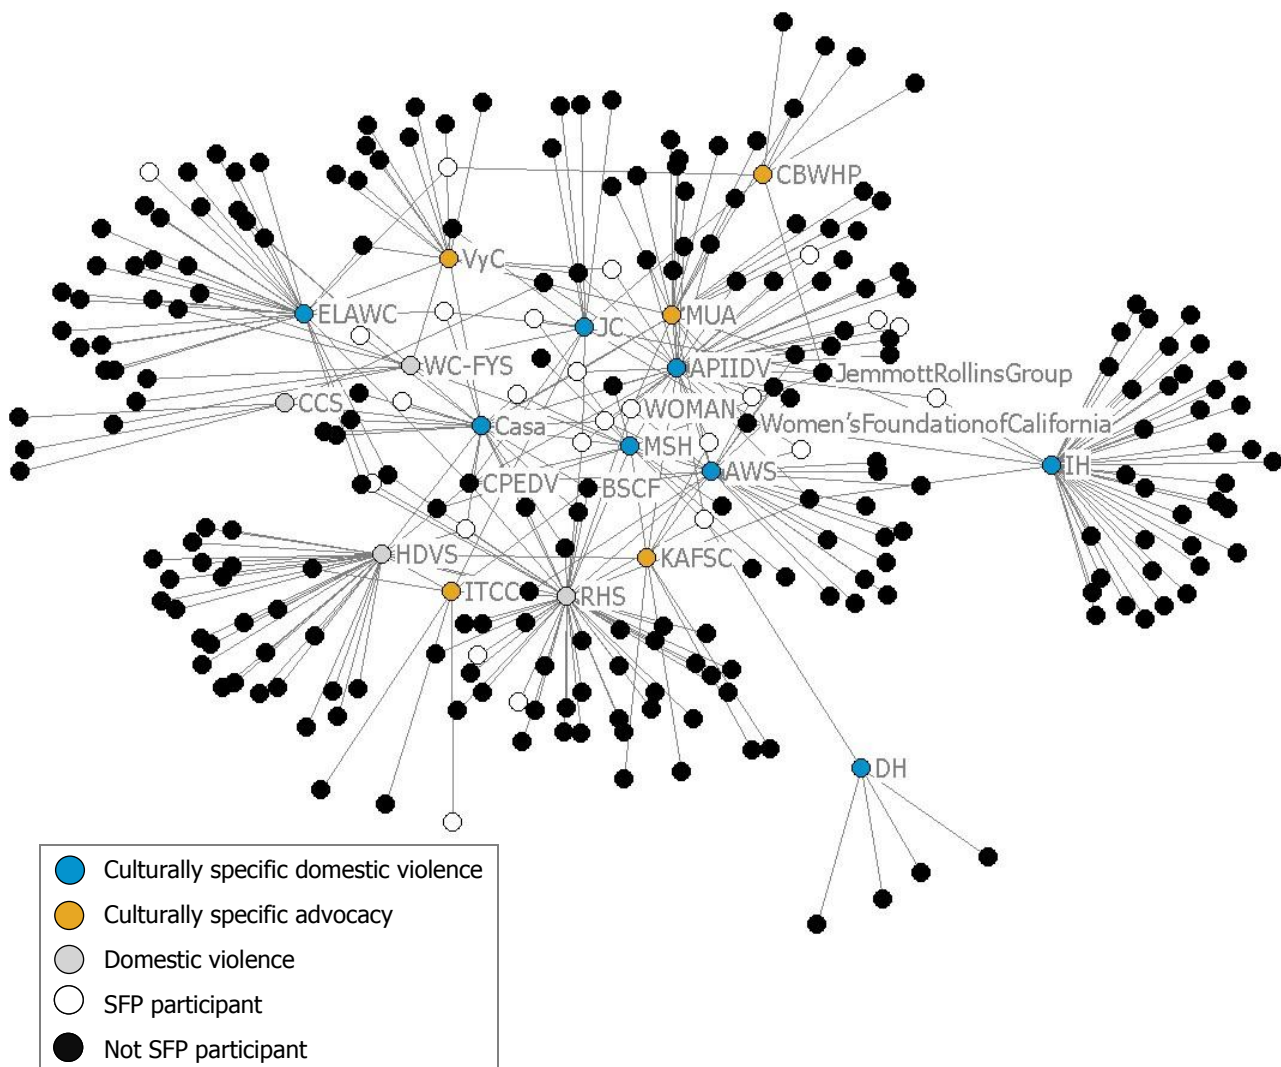 CBWHP
VyC
ELAWC
MUA
JC
WC-FYS
APIIDV
JemmottRollinsGroup
CCS
WOMAN
Women'sFoundationofCalifornia
Casa
MSH
IH
AWS
CPEDV
BSCF
HDVS
KAFSC
ITCC
RHS
DH
Culturally specific domestic violence
Culturally specific advocacy
Domestic violence
SFP participant
Not SFP participant